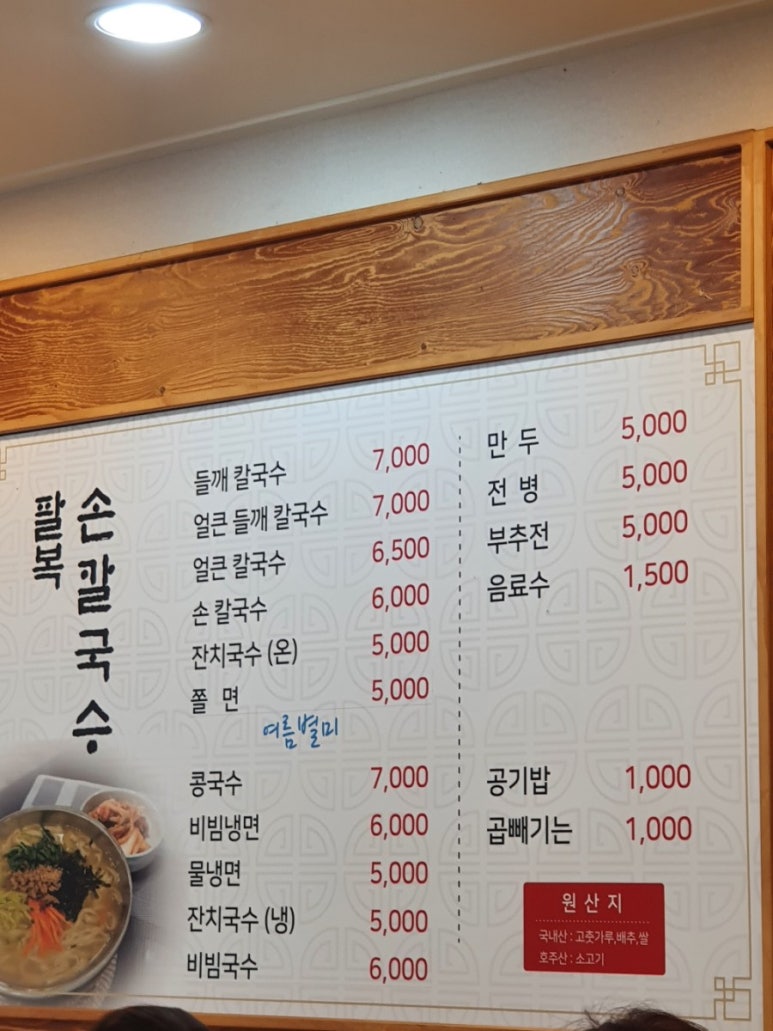 팔복
손칼국수
들깨 칼국수 7,000
얼큰 들깨 칼국수 7,000
얼큰 칼국수 6,500
손 칼국수 6,000
잔치국수 (온) 5,000
쫄 면 5,000
여름별미
콩국수 7,000
비빔냉면 6,000
물냉면 5,000
잔치국수 (냉) 5,000
비빔국수 6,000
만 두 5,000
전 병 5,000
부추전 5,000
음료수 1,500
공기밥 1,000
곱빼기는 1,000
원 산 지
국내산 : 고춧가루,배추,쌀
호주산 : 소고기